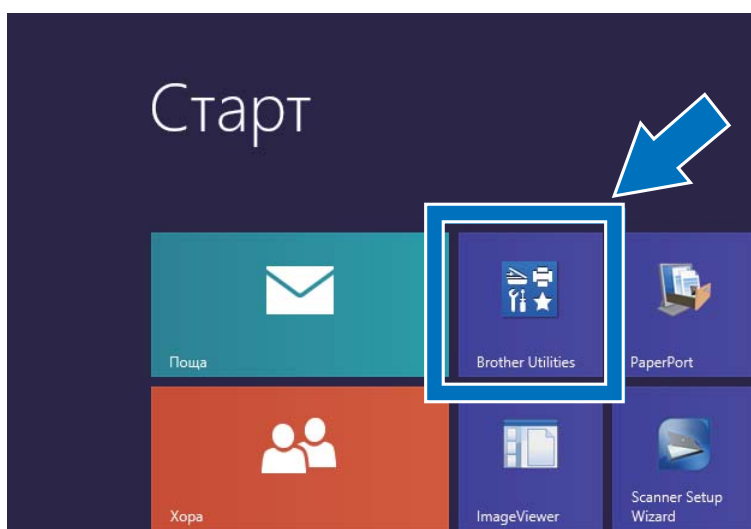 Старт
Поща
Brother Utilities
PaperPort
Хора
ImageViewer
Scanner Setup
Wizard